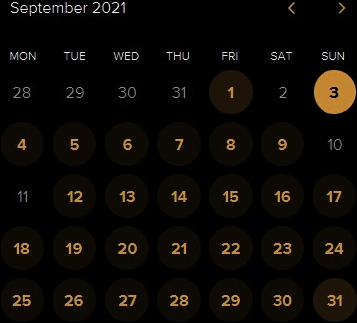 September 2021
MON TUE WED THU FRI SAT SUN
28 29 30 31 1 2 3
4 5 6 7 8 9 10
11 12 13 14 15 16 17
18 19 20 21 22 23 24
25 26 27 28 29 30 31